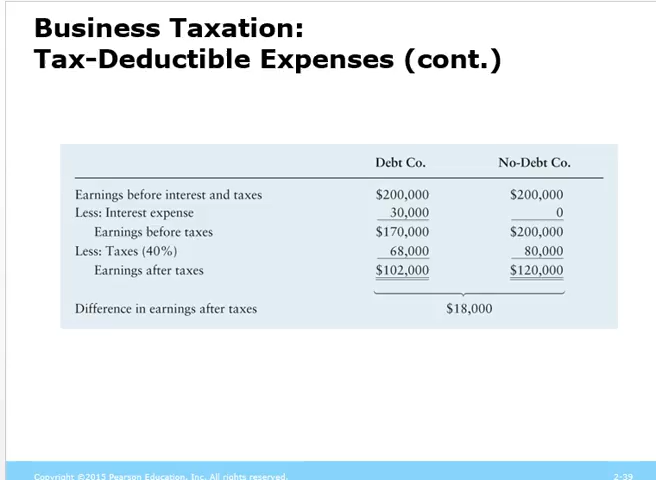 Business Taxation:
Tax-Deductible Expenses (cont.)
Debt Co. No-Debt Co.
Earnings before interest and taxes $200,000 $200,000
Less: Interest expense 30,000 0
Earnings before taxes $170,000 $200,000
Less: Taxes (40%) 68,000 80,000
Earnings after taxes $102,000 $120,000
Difference in earnings after taxes $18,000
Copyright ©2015 Pearson Education, Inc. All rights reserved. 2-39